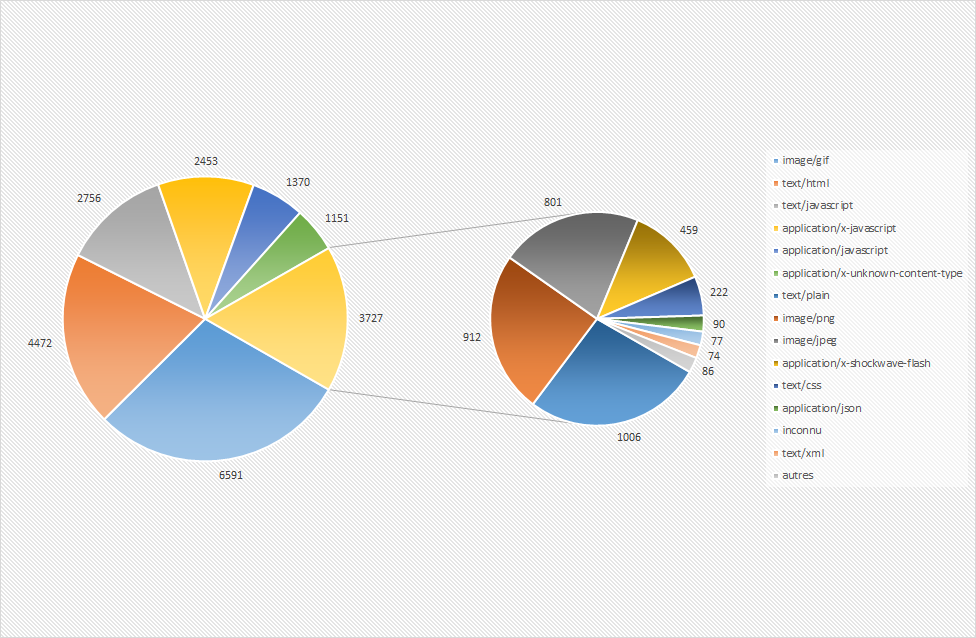 2453
1370
2756
1151
3727
4472
6591
801
459
222
90
77
74
86
912
1006
image/gif
text/html
text/javascript
application/x-javascript
application/javascript
application/x-unknown-content-type
text/plain
image/png
image/jpeg
application/x-shockwave-flash
text/css
application/json
inconnu
text/xml
autres